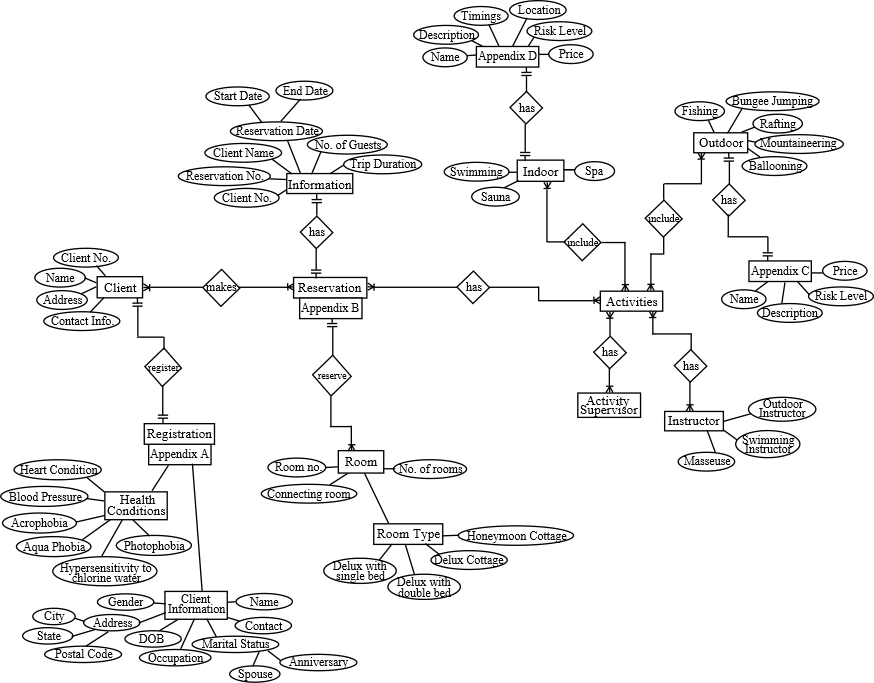 Timings
Location
Description
Risk Level
Name
Appendix D
Price
has
Start Date
End Date
Reservation Date
Client Name
No. of Guests
Reservation No.
Trip Duration
Information
Client No.
has
Swimming
Indoor
Spa
Sauna
include
Fishing
Bungee Jumping
Rafting
Outdoor
Mountaineering
Ballooning
include
has
Appendix C
Price
Name
Risk Level
Description
Client No.
Name
Client
Address
Contact Info.
makes
Reservation
Appendix B
has
Activities
register
reserve
has
has
Activity
Supervisor
Instructor
Outdoor
Instructor
Swimming
Instructor
Masseuse
Registration
Appendix A
Heart Condition
Blood Pressure
Health
Conditions
Acrophobia
Aqua Phobia
Photophobia
Hypersensitivity to
chlorine water
Room no.
Room
No. of rooms
Connecting room
Room Type
Honeymoon Cottage
Delux Cottage
Delux with
single bed
Delux with
double bed
Gender
Client
Information
Name
City
Address
Contact
State
DOB
Marital Status
Postal Code
Occupation
Anniversary
Spouse